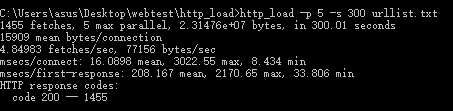 C:\Users\asus\Desktop\webtest\http_load>http_load -p 5 -s 300 urllist.txt
1455 fetches, 5 max parallel, 2.31476e+07 bytes, in 300.01 seconds
15909 mean bytes/connection
4.84983 fetches/sec, 77156 bytes/sec
msecs/connect: 16.0898 mean, 3022.55 max, 8.434 min
msecs/first-response: 208.167 mean, 2170.65 max, 33.806 min
HTTP response codes:
  code 200 -- 1455